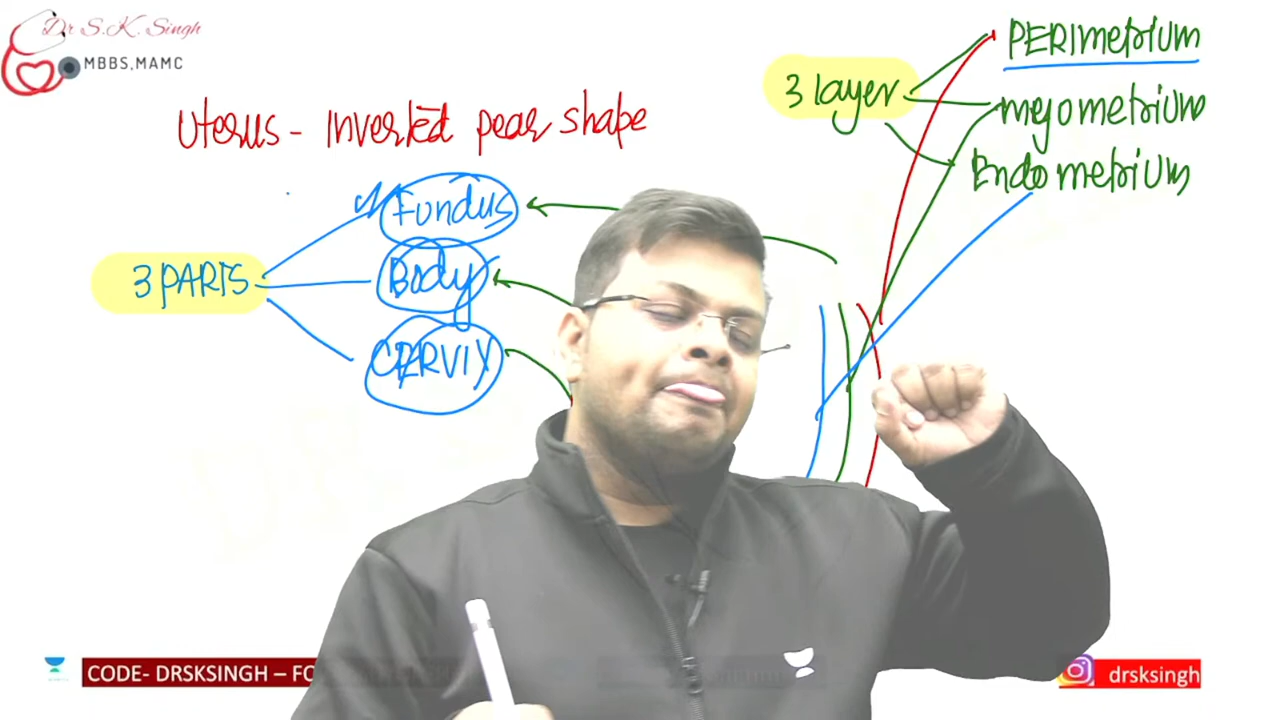 Dr S.K. Singh
MBBS,MAMC
Uterus - Inverted pear shape
3 PARTS
Fundus
Body
CERVIX
3 layer
PERImetrium
myometrium
Endometrium
CODE- DRSKSINGH – FO
drsksingh